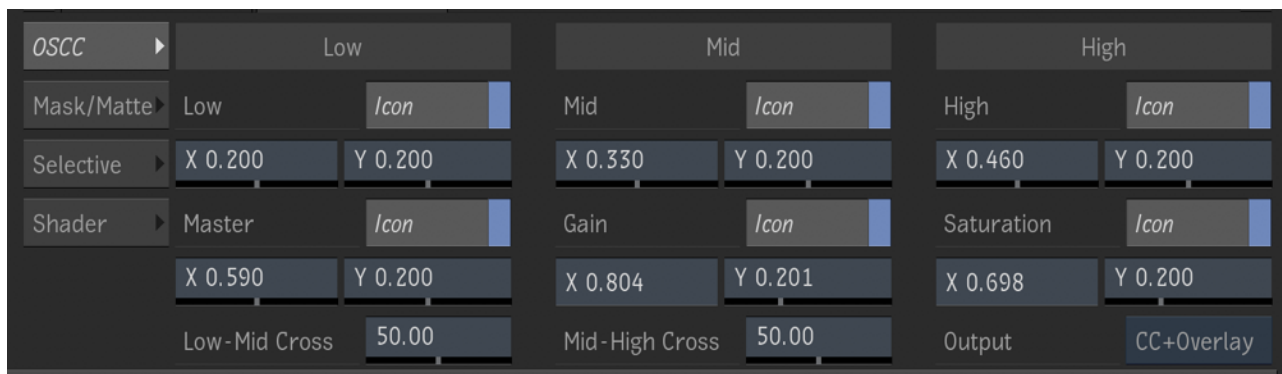 OSCC Low Mid High
Mask/Matte Low Icon Mid Icon High Icon
Selective X 0.200 Y 0.200 X 0.330 Y 0.200 X 0.460 Y 0.200
Shader Master Icon Gain Icon Saturation Icon
X 0.590 Y 0.200 X 0.804 Y 0.201 X 0.698 Y 0.200
Low-Mid Cross 50.00 Mid-High Cross 50.00 Output CC+Overlay